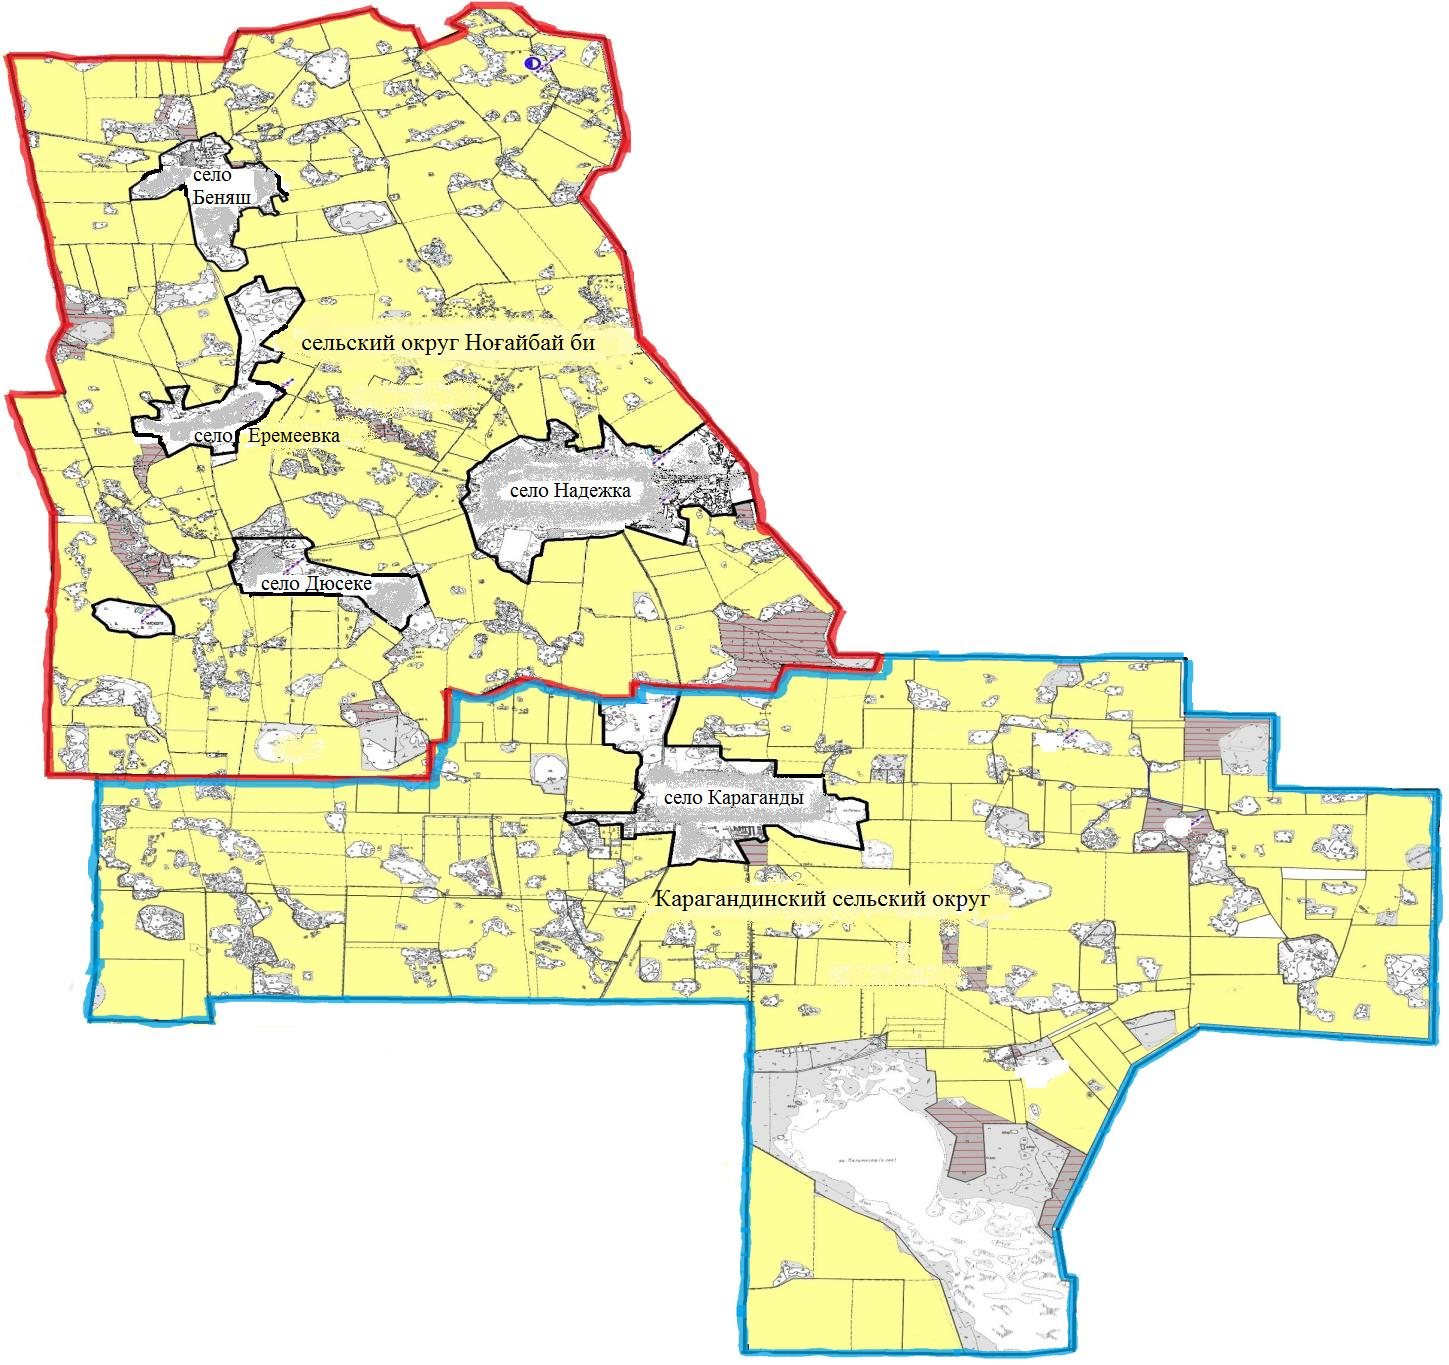 село
Беняш
сельский округ Ноғайбай би
село Еремеевка
село Надежка
село Дюсеке
село Караганды
Карагандинский сельский округ